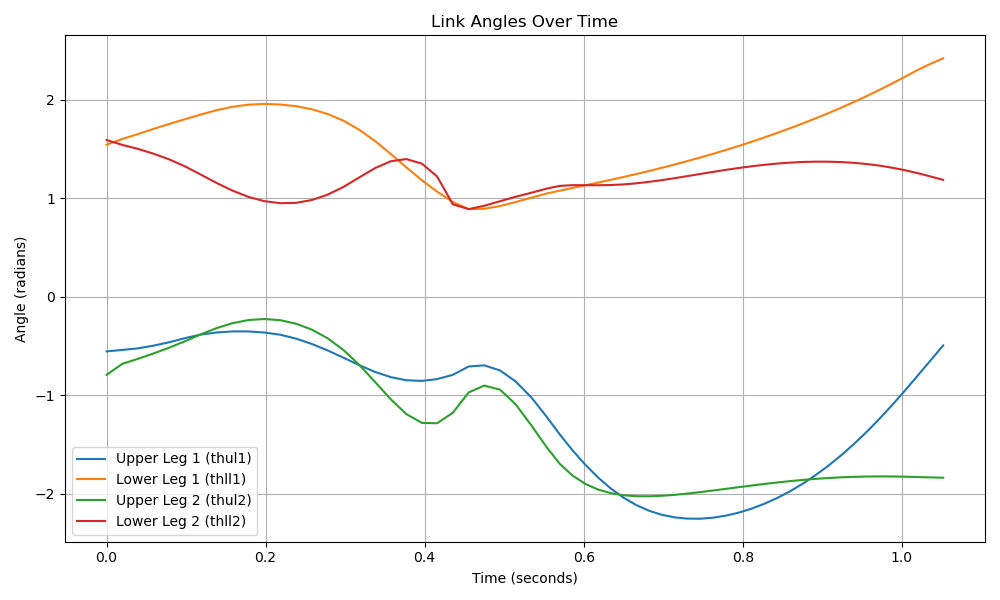 Link Angles Over Time
Angle (radians)
2
1
0
−1
−2
Upper Leg 1 (thul1)
Lower Leg 1 (thll1)
Upper Leg 2 (thul2)
Lower Leg 2 (thll2)
0.0 0.2 0.4 0.6 0.8 1.0
Time (seconds)